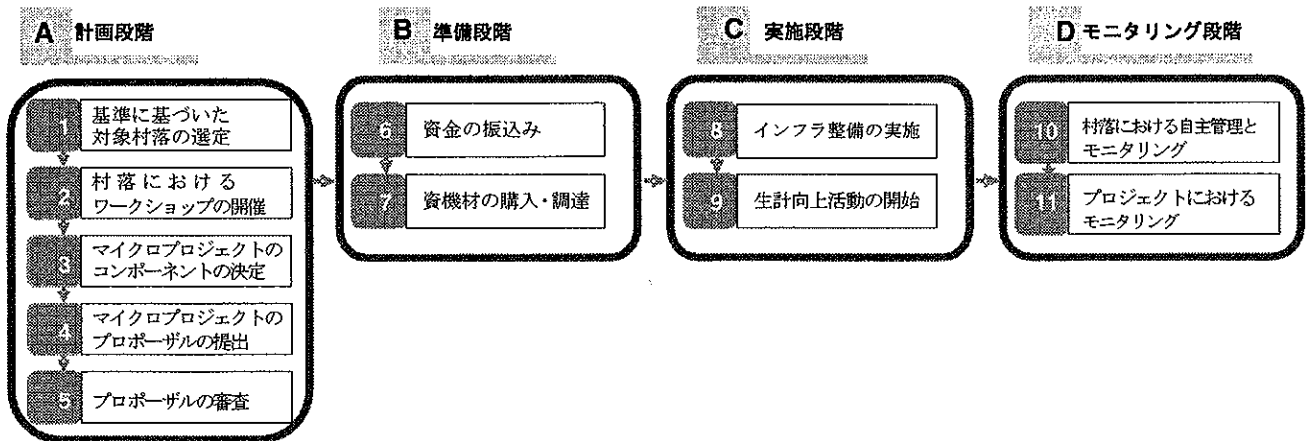 A 計画段階
1 基準に基づいた
対象村落の選定
2 村落における
ワークショップの開催
3 マイクロプロジェクトの
コンポーネントの決定
4 マイクロプロジェクトの
プロポーザルの提出
5 プロポーザルの審査
B 準備段階
6 資金の振込み
7 資機材の購入・調達
C 実施段階
8 インフラ整備の実施
9 生計向上活動の開始
D モニタリング段階
10 村落における自主管理と
モニタリング
11 プロジェクトにおける
モニタリング